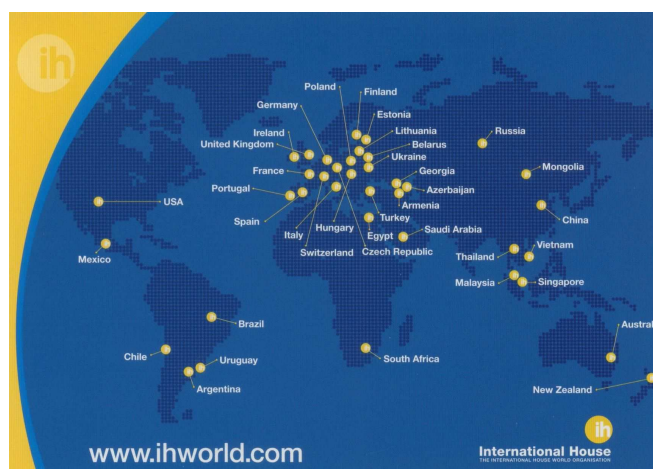 ih
Poland
Finland
Germany
Estonia
Ireland
Lithuania
Russia
United Kingdom
Belarus
Ukraine
France
Georgia
Mongolia
Portugal
Azerbaijan
USA
Armenia
Spain
Turkey
China
Italy
Hungary
Egypt
Saudi Arabia
Switzerland
Czech Republic
Vietnam
Thailand
Mexico
Malaysia
Singapore
Brazil
Australi
Chile
Uruguay
South Africa
Argentina
New Zealand
ih
www.ihworld.com
International House
THE INTERNATIONAL HOUSE WORLD ORGANISATION